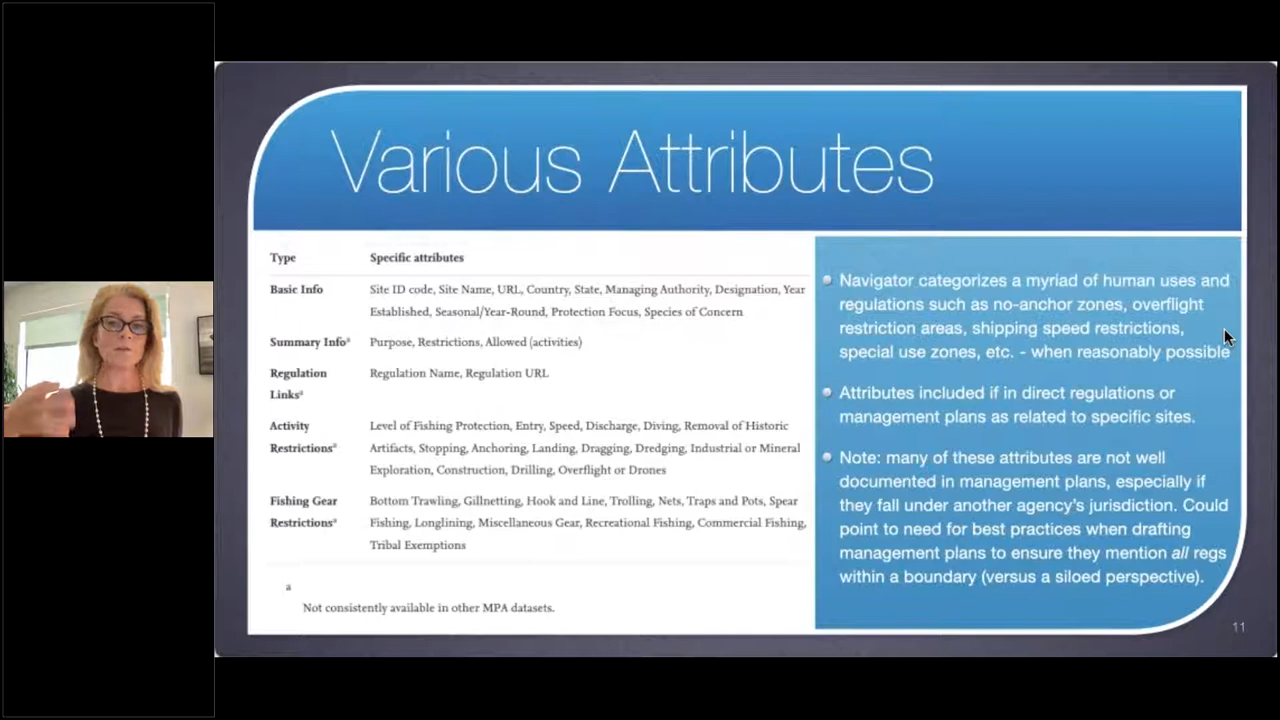 Various Attributes
Type Specific attributes
Basic Info Site ID code, Site Name, URL, Country, State, Managing Authority, Designation, Year
Established, Seasonal/Year-Round, Protection Focus, Species of Concern
Summary Infoᵃ Purpose, Restrictions, Allowed (activities)
Regulation Regulation Name, Regulation URL
Linksᵃ
Activity Level of Fishing Protection, Entry, Speed, Discharge, Diving, Removal of Historic
Restrictionsᵃ Artifacts, Stopping, Anchoring, Landing, Dragging, Dredging, Industrial or Mineral
Exploration, Construction, Drilling, Overflight or Drones
Fishing Gear Bottom Trawling, Gillnetting, Hook and Line, Trolling, Nets, Traps and Pots, Spear
Restrictionsᵃ Fishing, Longlining, Miscellaneous Gear, Recreational Fishing, Commercial Fishing,
Tribal Exemptions
a
Not consistently available in other MPA datasets.
Navigator categorizes a myriad of human uses and
regulations such as no-anchor zones, overflight
restriction areas, shipping speed restrictions,
special use zones, etc. - when reasonably possible
Attributes included if in direct regulations or
management plans as related to specific sites.
Note: many of these attributes are not well
documented in management plans, especially if
they fall under another agency's jurisdiction. Could
point to need for best practices when drafting
management plans to ensure they mention all regs
within a boundary (versus a siloed perspective).
11